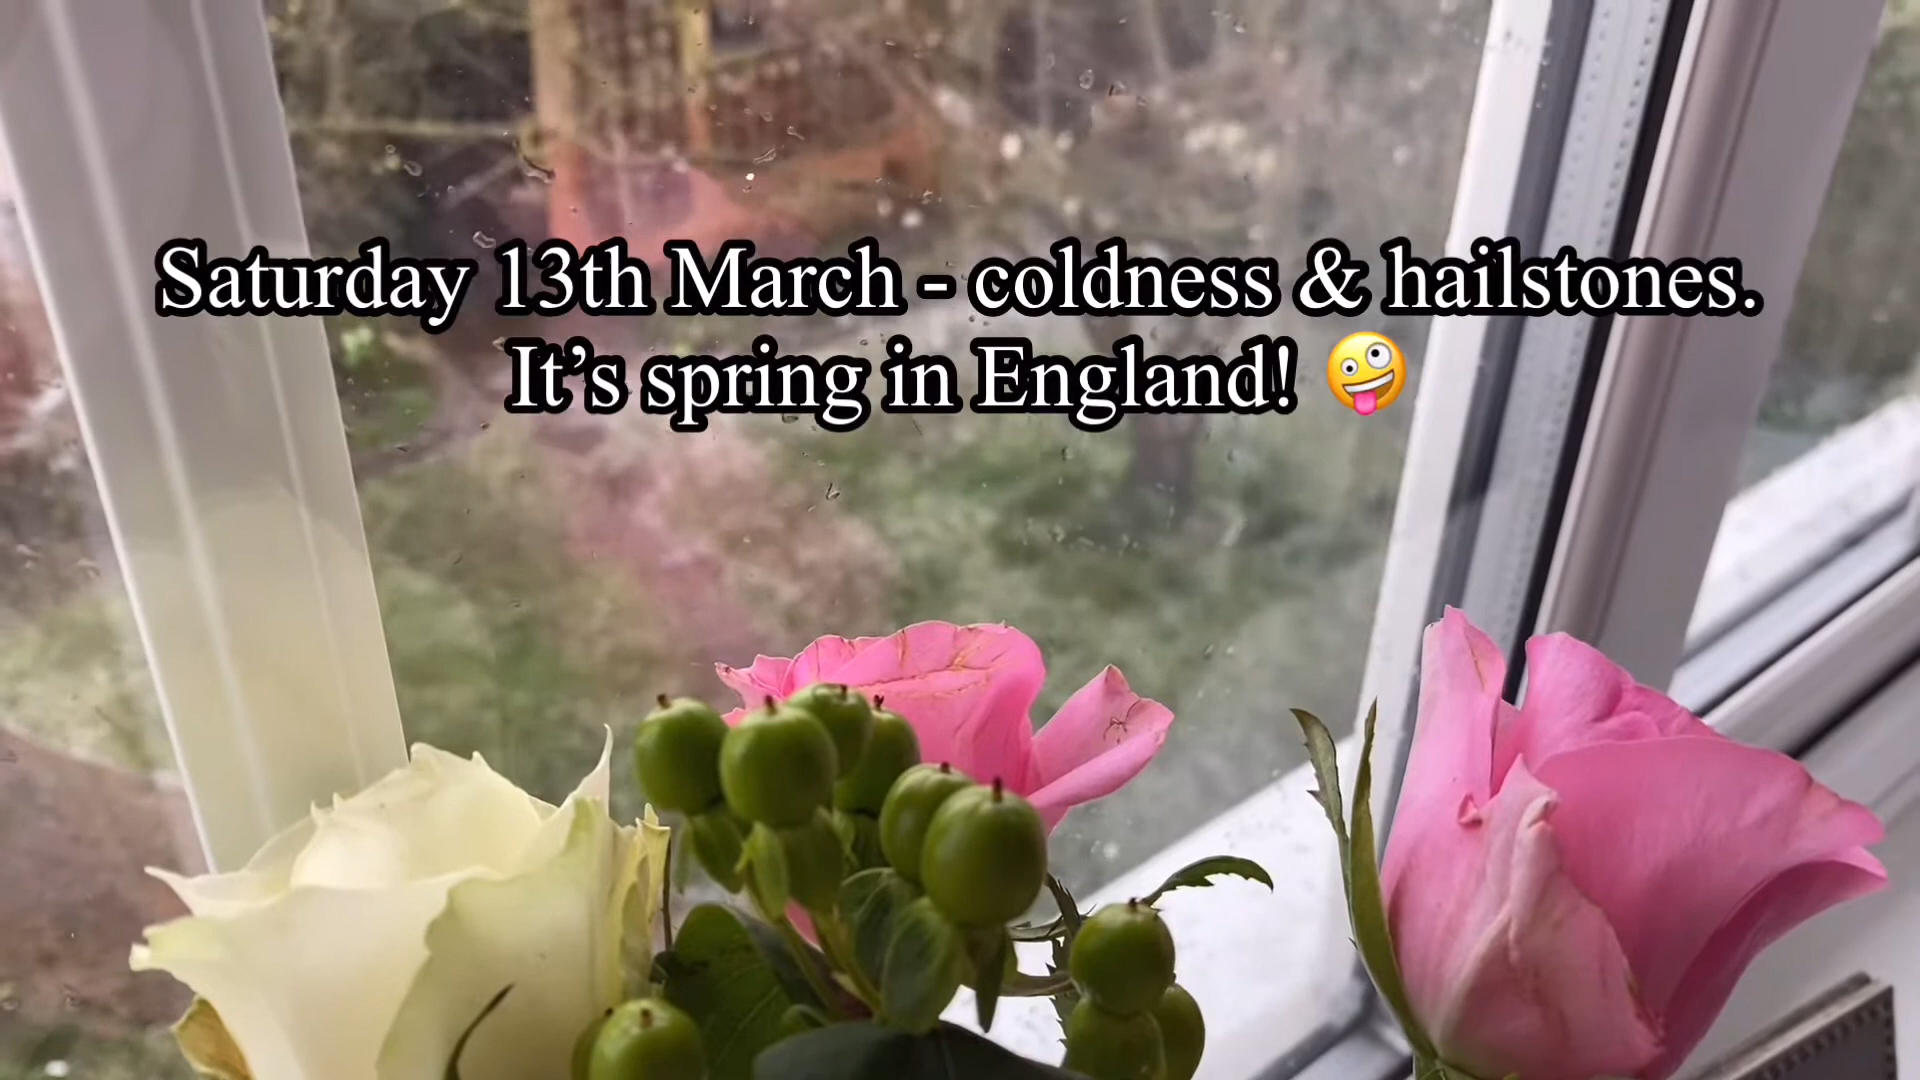 Saturday 13th March - coldness & hailstones.
It’s spring in England! 🤪